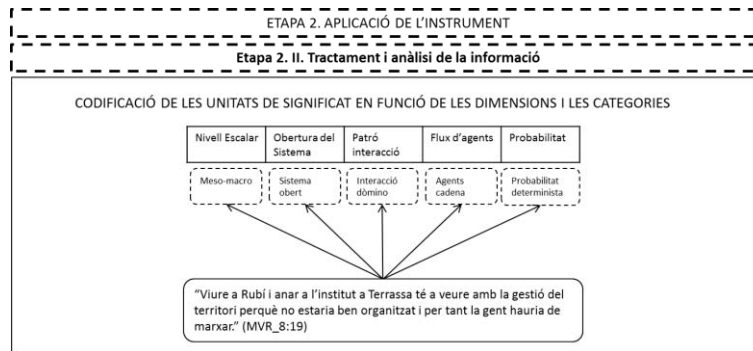 ETAPA 2. APLICACIÓ DE L'INSTRUMENT
Etapa 2. II. Tractament i anàlisi de la informació
CODIFICACIÓ DE LES UNITATS DE SIGNIFICAT EN FUNCIÓ DE LES DIMENSIONS I LES CATEGORIES
Nivell Escalar
Obertura del
Sistema
Patró
interacció
Flux d'agents
Probabilitat
Meso-macro
Sistema
obert
Interacció
dòmino
Agents
cadena
Probabilitat
determinista
"Viure a Rubí i anar a l'institut a Terrassa té a veure amb la gestió del
territori perquè no estaria ben organitzat i per tant la gent hauria de
marxar." (MVR_8:19)